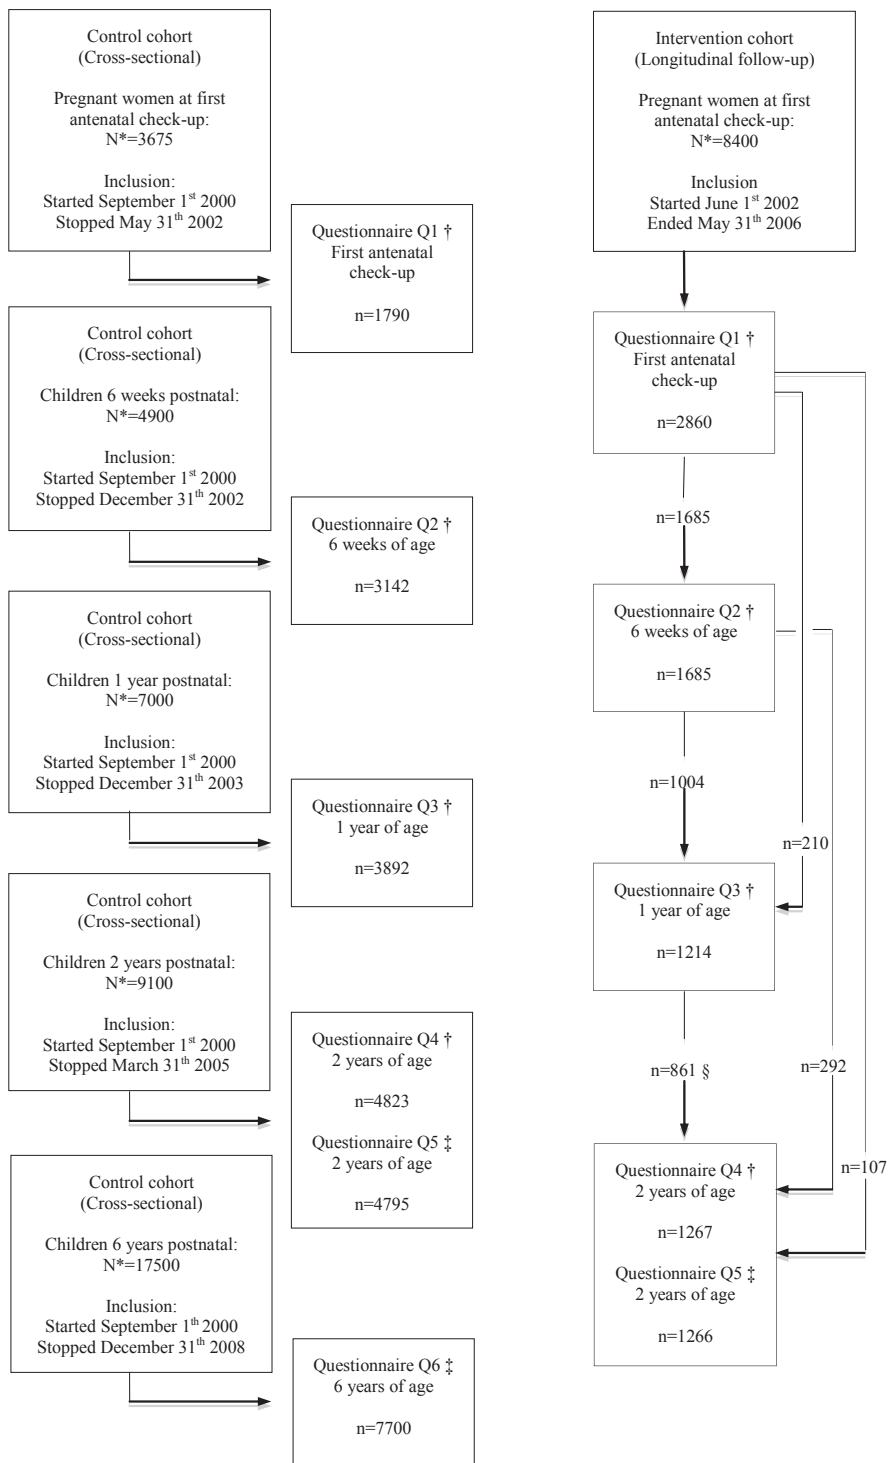 Control cohort
(Cross-sectional)
Pregnant women at first
antenatal check-up:
N*=3675
Inclusion:
Started September 1st 2000
Stopped May 31th 2002
Questionnaire Q1 †
First antenatal
check-up
n=1790
Control cohort
(Cross-sectional)
Children 6 weeks postnatal:
N*=4900
Inclusion:
Started September 1st 2000
Stopped December 31th 2002
Questionnaire Q2 †
6 weeks of age
n=3142
Control cohort
(Cross-sectional)
Children 1 year postnatal:
N*=7000
Inclusion:
Started September 1st 2000
Stopped December 31th 2003
Questionnaire Q3 †
1 year of age
n=3892
Control cohort
(Cross-sectional)
Children 2 years postnatal:
N*=9100
Inclusion:
Started September 1st 2000
Stopped March 31th 2005
Questionnaire Q4 †
2 years of age
n=4823
Questionnaire Q5 ‡
2 years of age
n=4795
Control cohort
(Cross-sectional)
Children 6 years postnatal:
N*=17500
Inclusion:
Started September 1th 2000
Stopped December 31th 2008
Questionnaire Q6 ‡
6 years of age
n=7700
Intervention cohort
(Longitudinal follow-up)
Pregnant women at first
antenatal check-up:
N*=8400
Inclusion
Started June 1st 2002
Ended May 31th 2006
Questionnaire Q1 †
First antenatal
check-up
n=2860
n=1685
Questionnaire Q2 †
6 weeks of age
n=1685
n=1004
n=210
Questionnaire Q3 †
1 year of age
n=1214
n=861 §
n=292
n=107
Questionnaire Q4 †
2 years of age
n=1267
Questionnaire Q5 ‡
2 years of age
n=1266